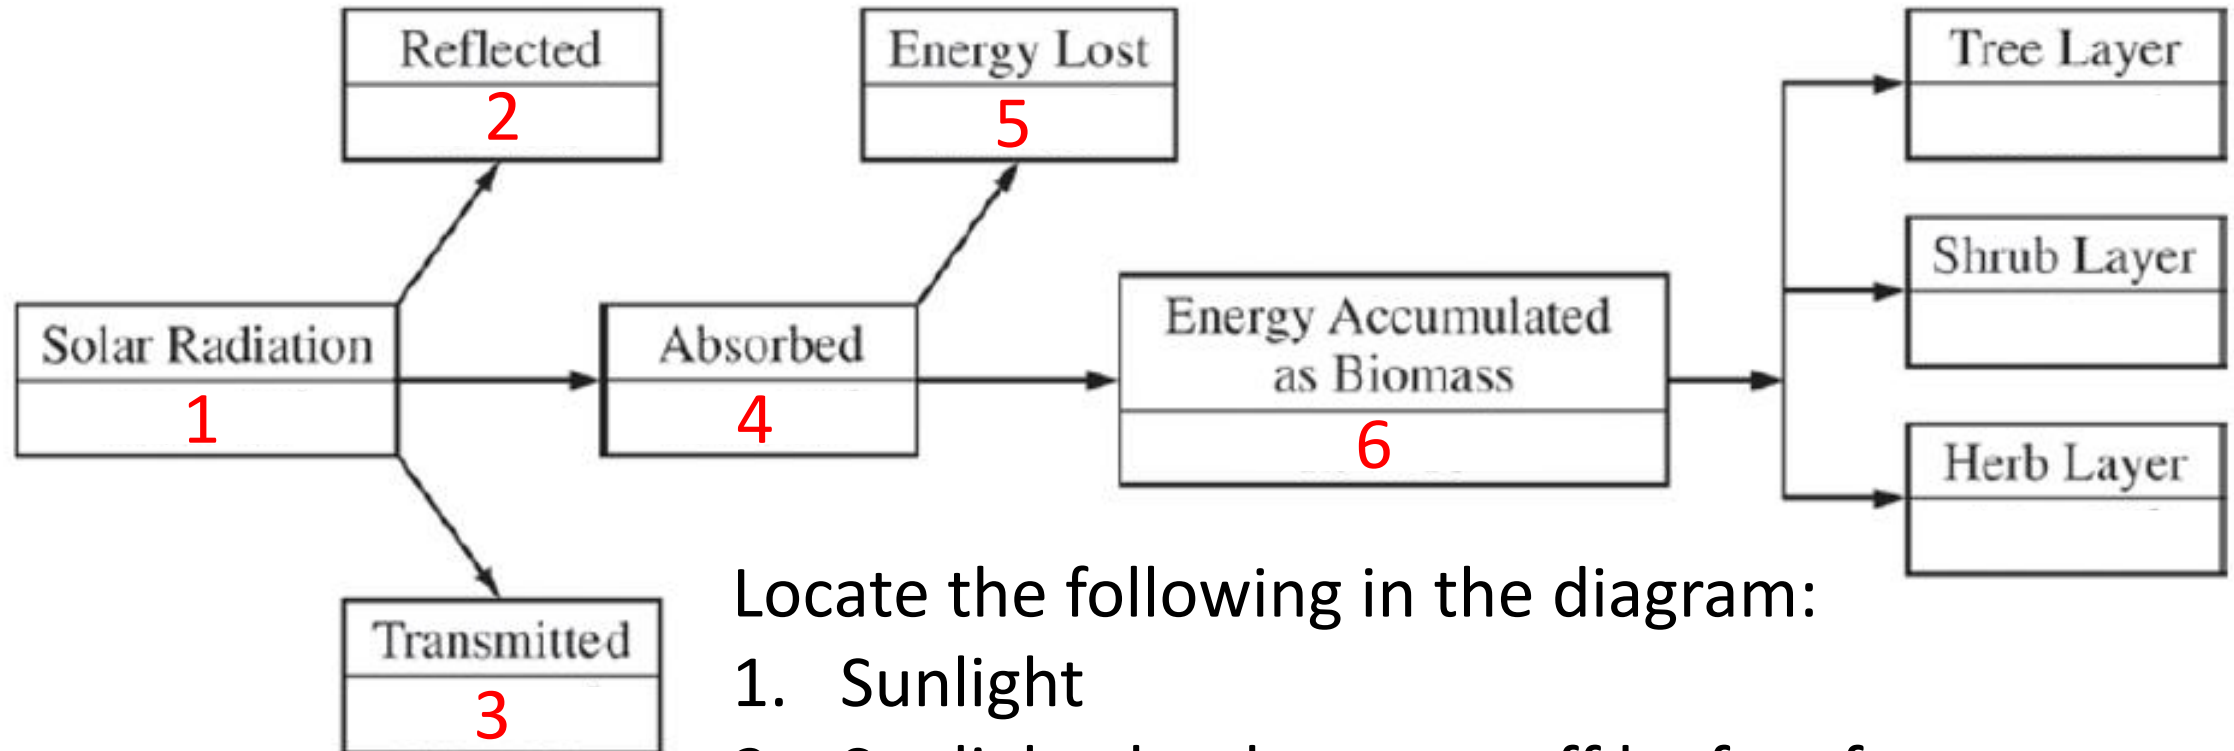 Reflected
2
Energy Lost
5
Tree Layer
Shrub Layer
Solar Radiation
1
Absorbed
4
Energy Accumulated
as Biomass
6
Herb Layer
Transmitted
3
Locate the following in the diagram:
1. Sunlight